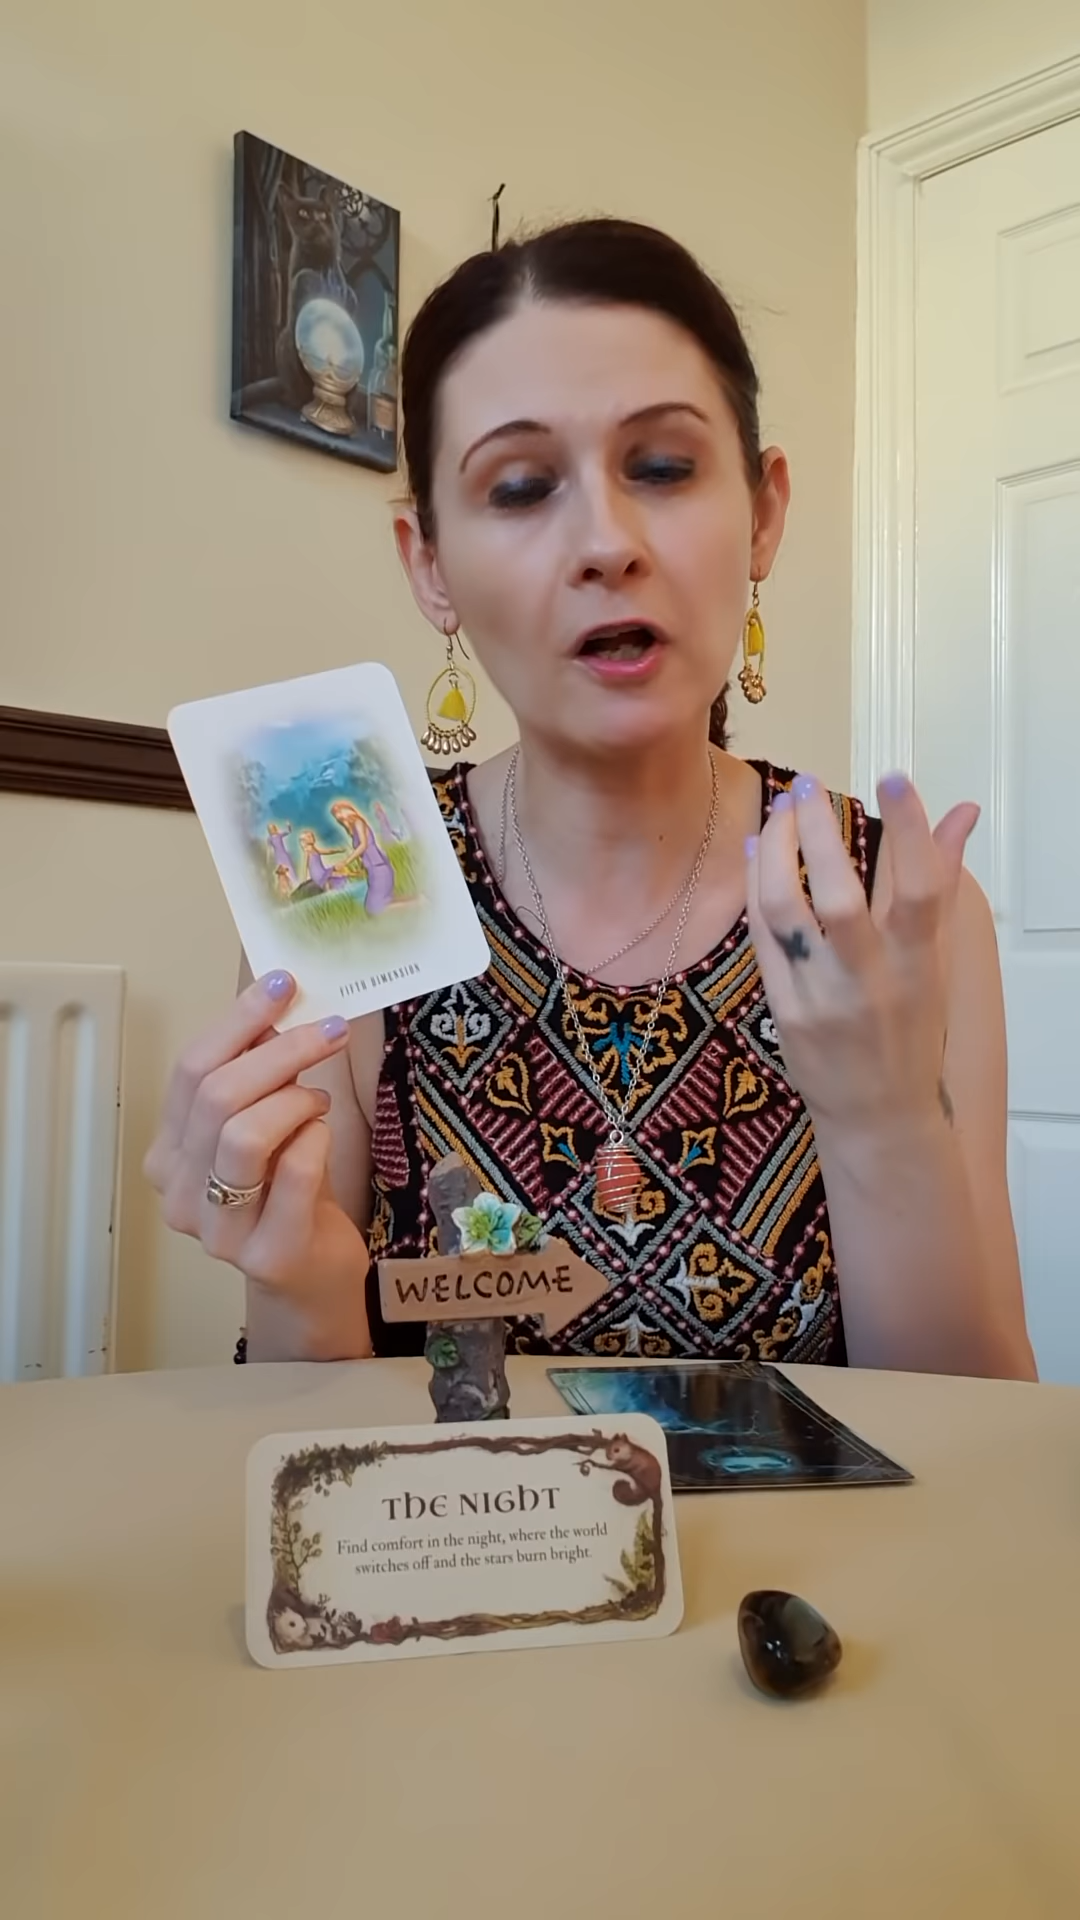 FIFTH DIMENSION
WELCOME
THE NIGHT
Find comfort in the night, where the world
switches off and the stars burn bright.